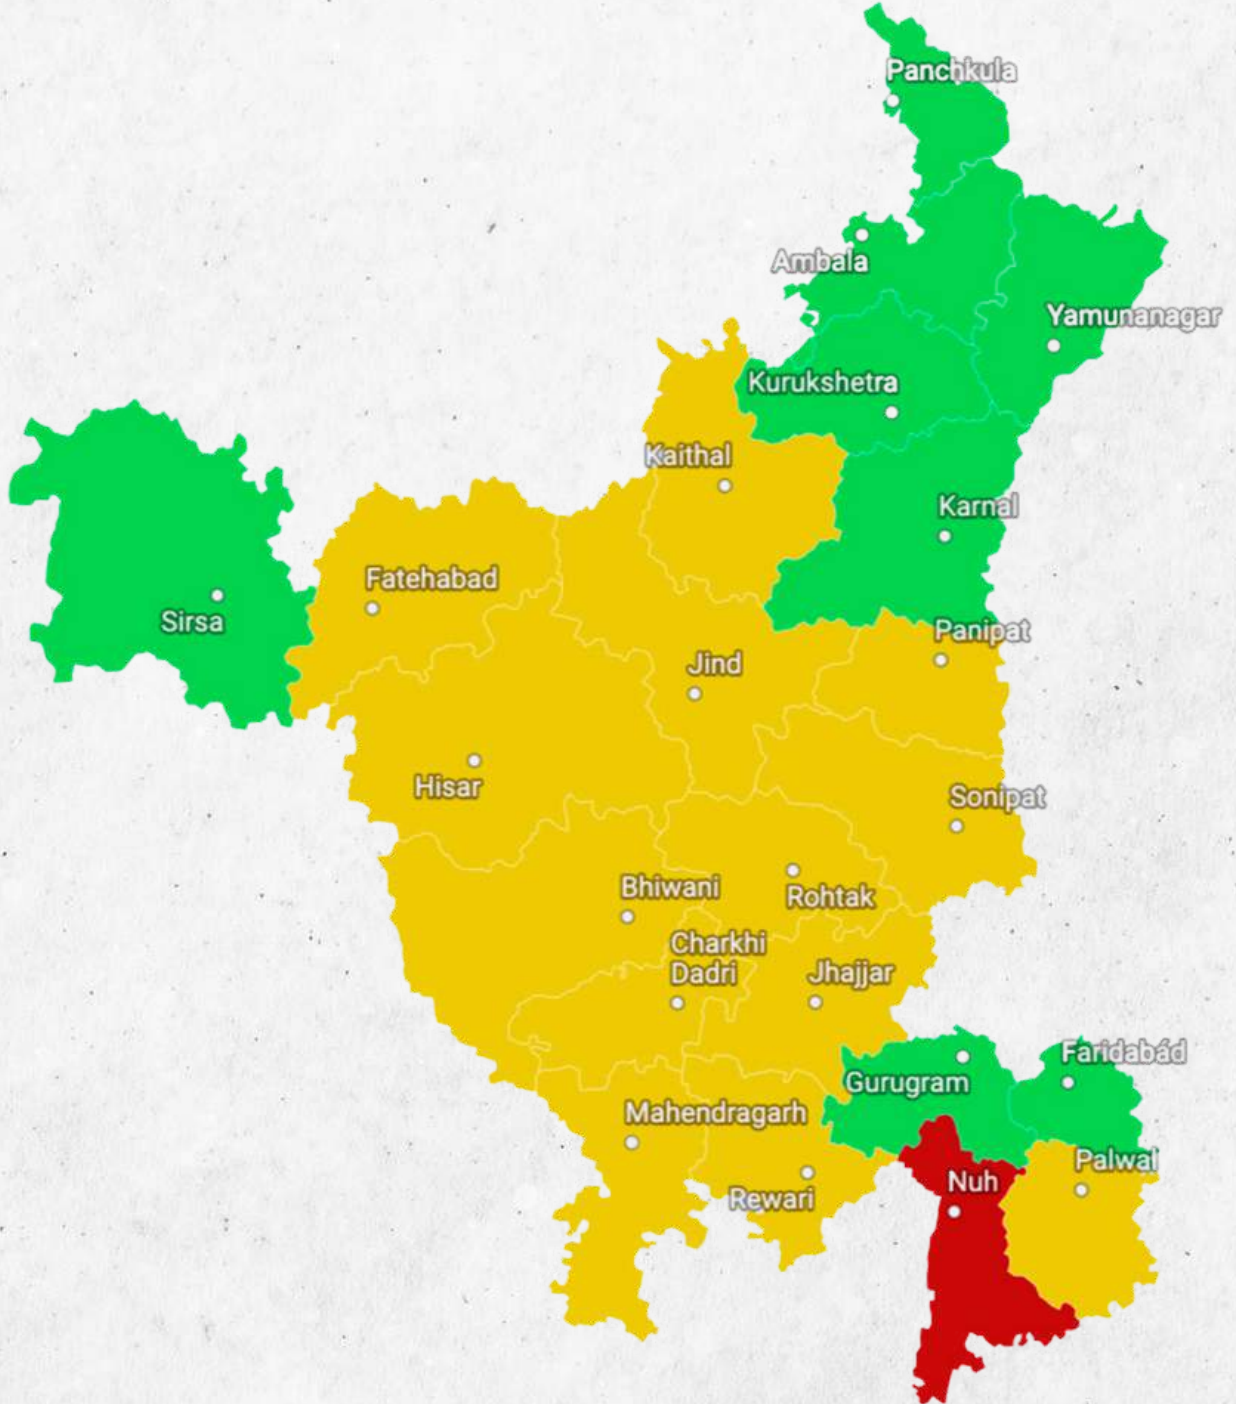 Panchkula
Ambala
Yamunanagar
Kurukshetra
Kaithal
Karnal
Fatehabad
Sirsa
Panipat
Jind
Hisar
Sonipat
Bhiwani
Rohtak
Charkhi
Dadri
Jhajjar
Faridabád
Gurugram
Mahendragarh
Palwal
Nuh
Rewari